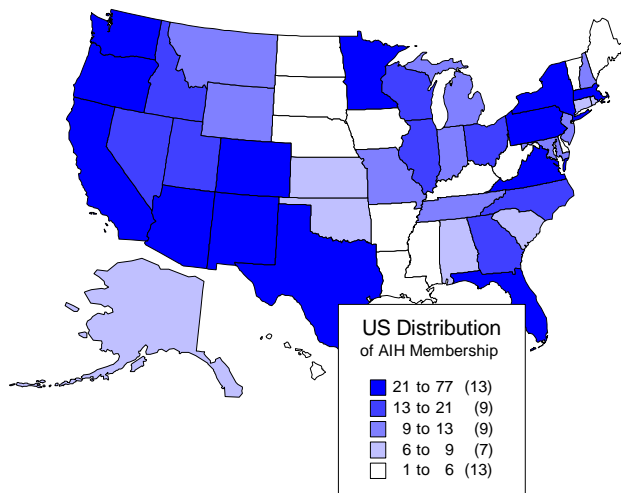 US Distribution
of AIH Membership
21 to 77 (13)
13 to 21 (9)
9 to 13 (9)
6 to 9 (7)
1 to 6 (13)